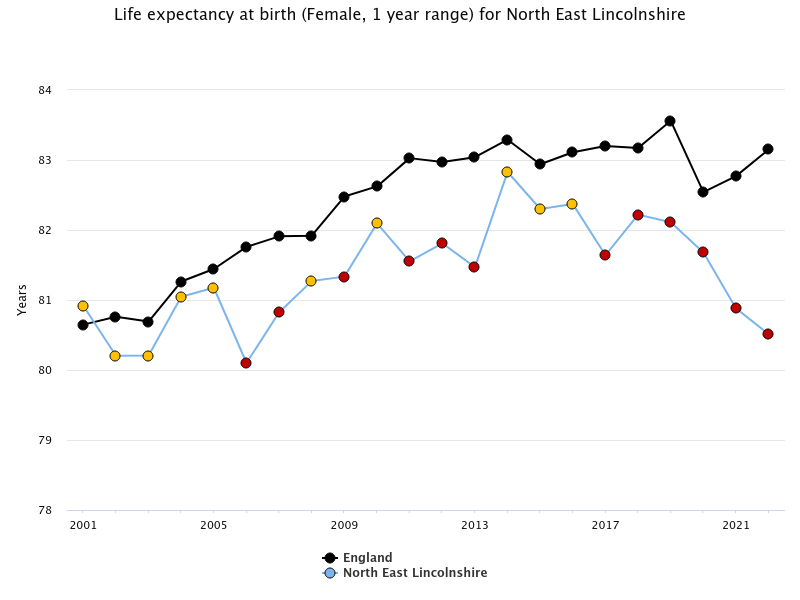 Life expectancy at birth (Female, 1 year range) for North East Lincolnshire
84
83
82
81
80
79
78
Years
2001 2005 2009 2013 2017 2021
England
North East Lincolnshire